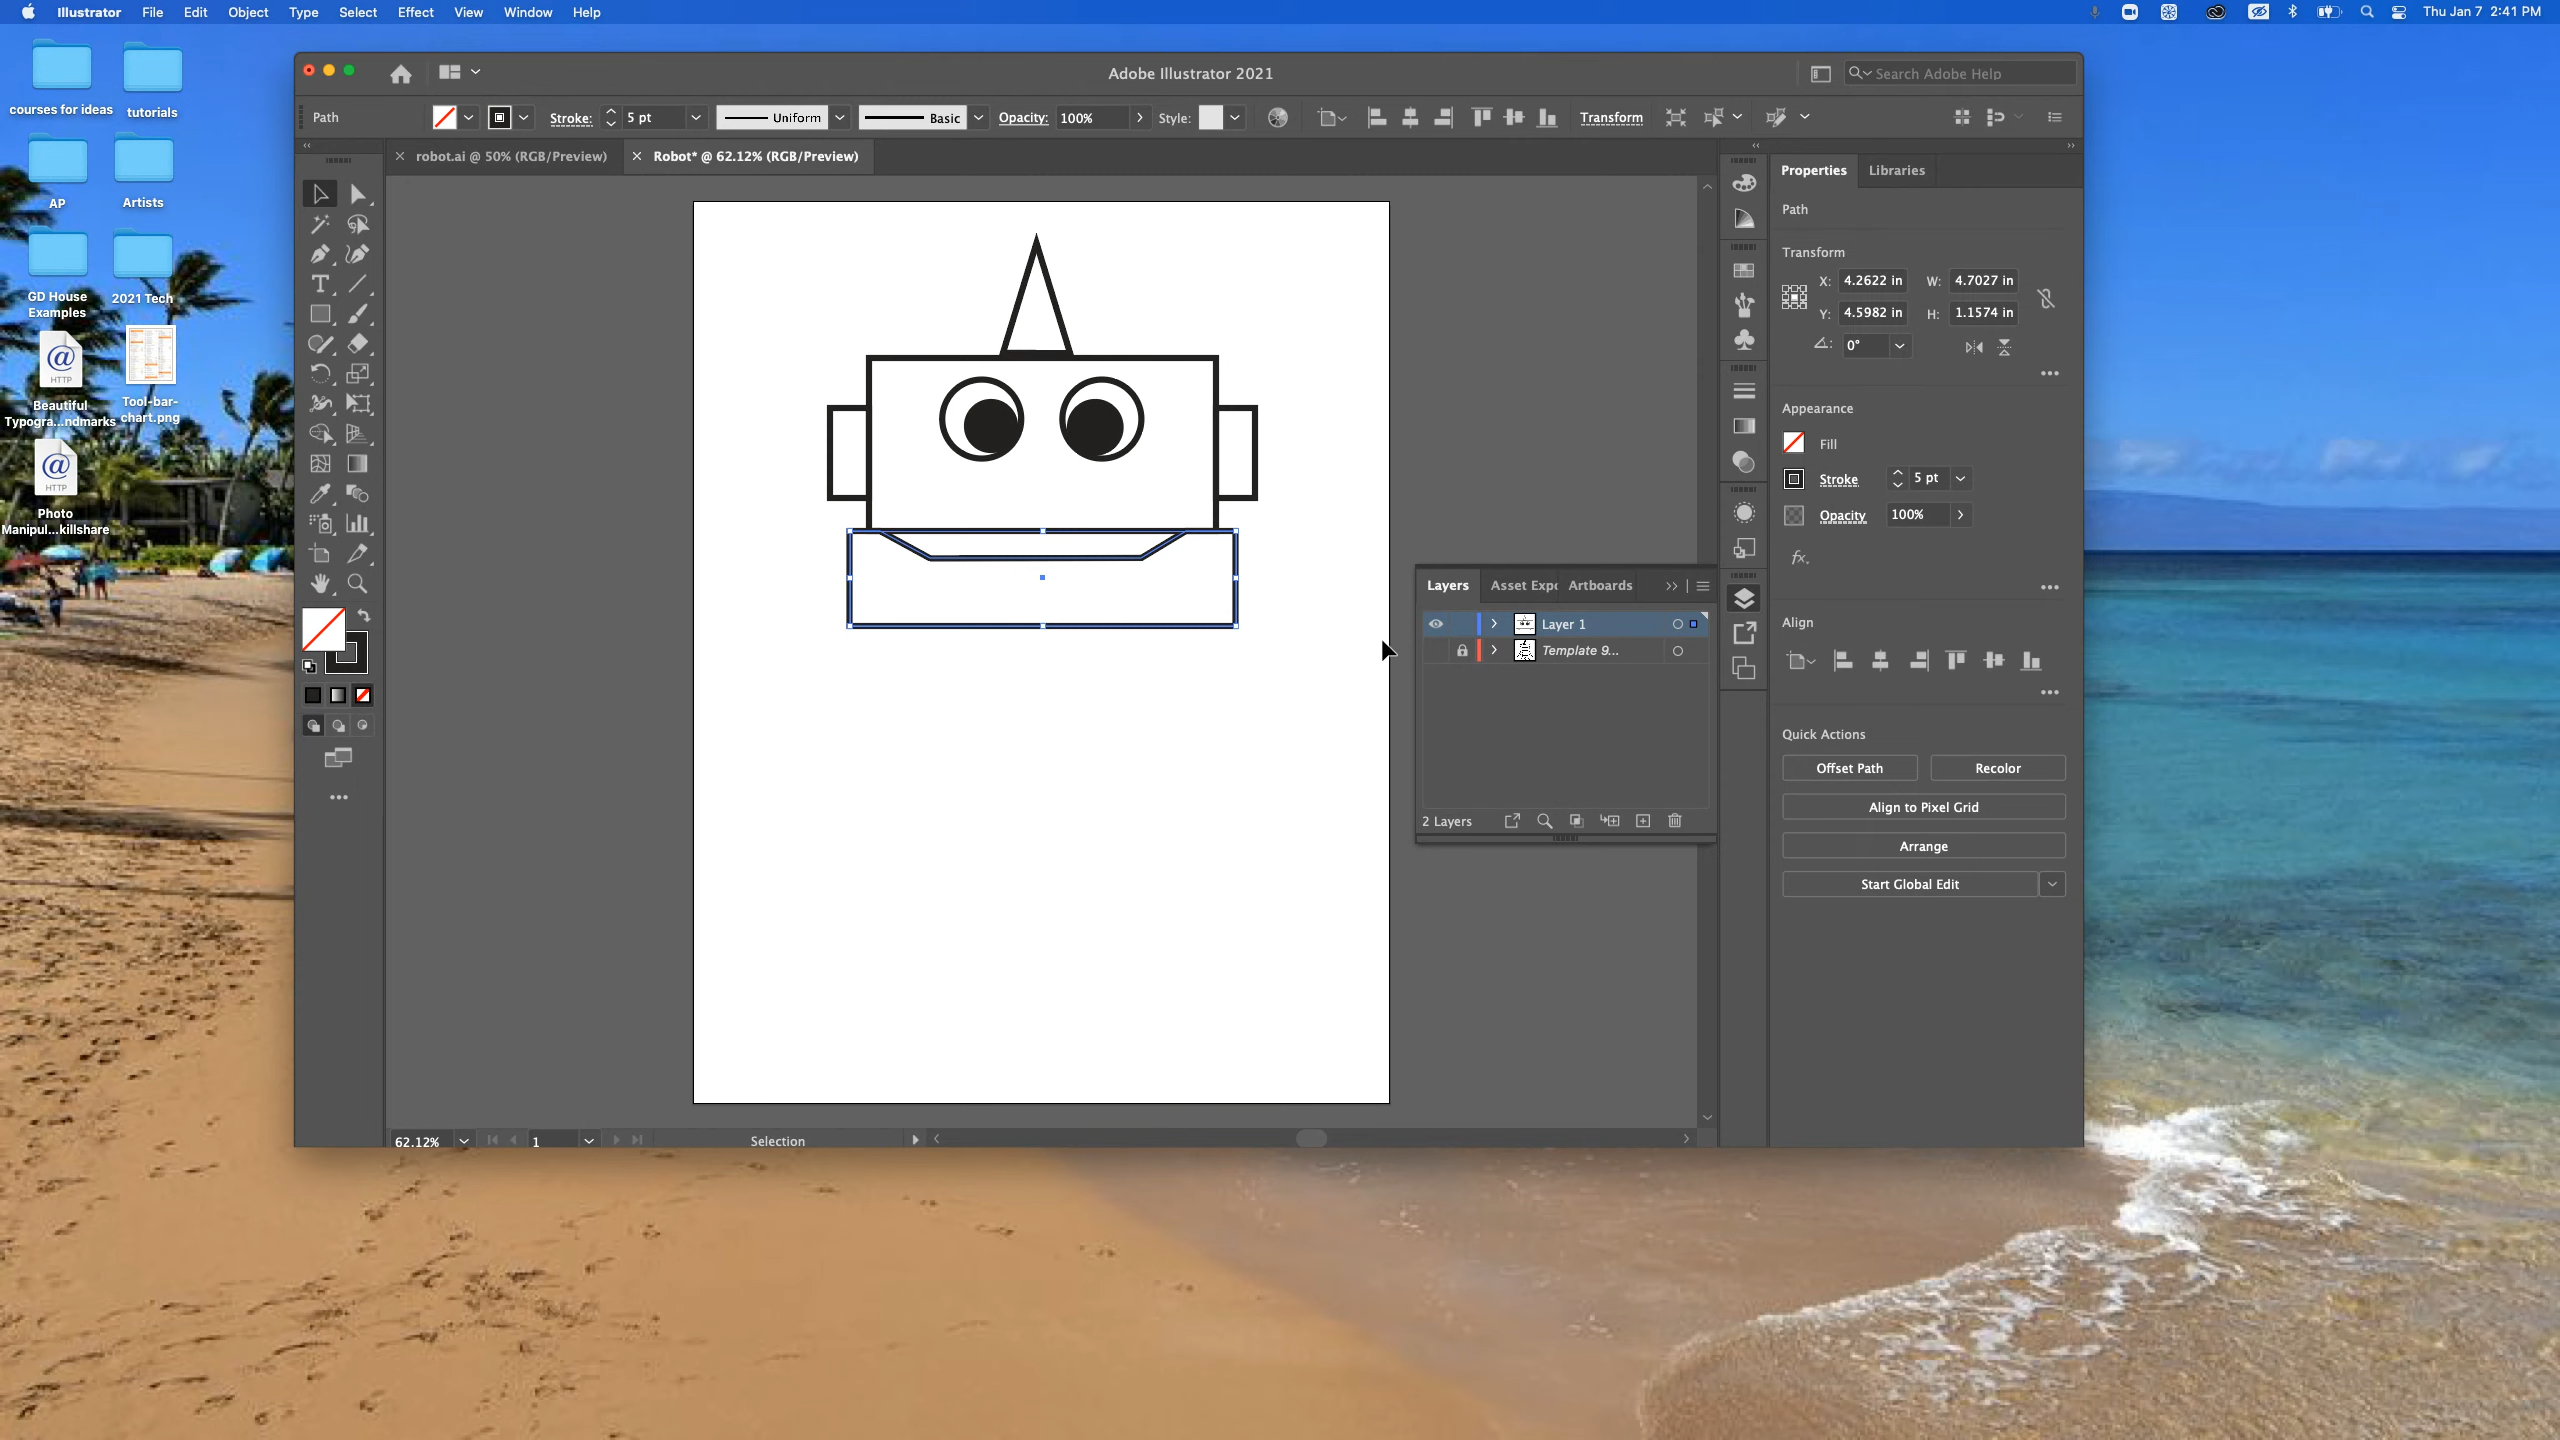 Illustrator File Edit Object Type Select Effect View Window Help
Thu Jan 7 2:41 PM
courses for ideas
tutorials
AP
Artists
GD House
Examples
2021 Tech
HTTP
Beautiful
Typogra...ndmarks
Tool-bar-
chart.png
HTTP
Photo
Manipul...killshare
Adobe Illustrator 2021
Search Adobe Help
Path
Stroke: 5 pt
Uniform
Basic
Opacity: 100%
Style:
Transform
robot.ai @ 50% (RGB/Preview)
Robot* @ 62.12% (RGB/Preview)
Layers
Asset Expo
Artboards
Layer 1
Template 9...
2 Layers
62.12%
1
Selection
Properties
Libraries
Path
Transform
X: 4.2622 in W: 4.7027 in
Y: 4.5982 in H: 1.1574 in
0°
Appearance
Fill
Stroke 5 pt
Opacity 100%
fx.
Align
Quick Actions
Offset Path
Recolor
Align to Pixel Grid
Arrange
Start Global Edit